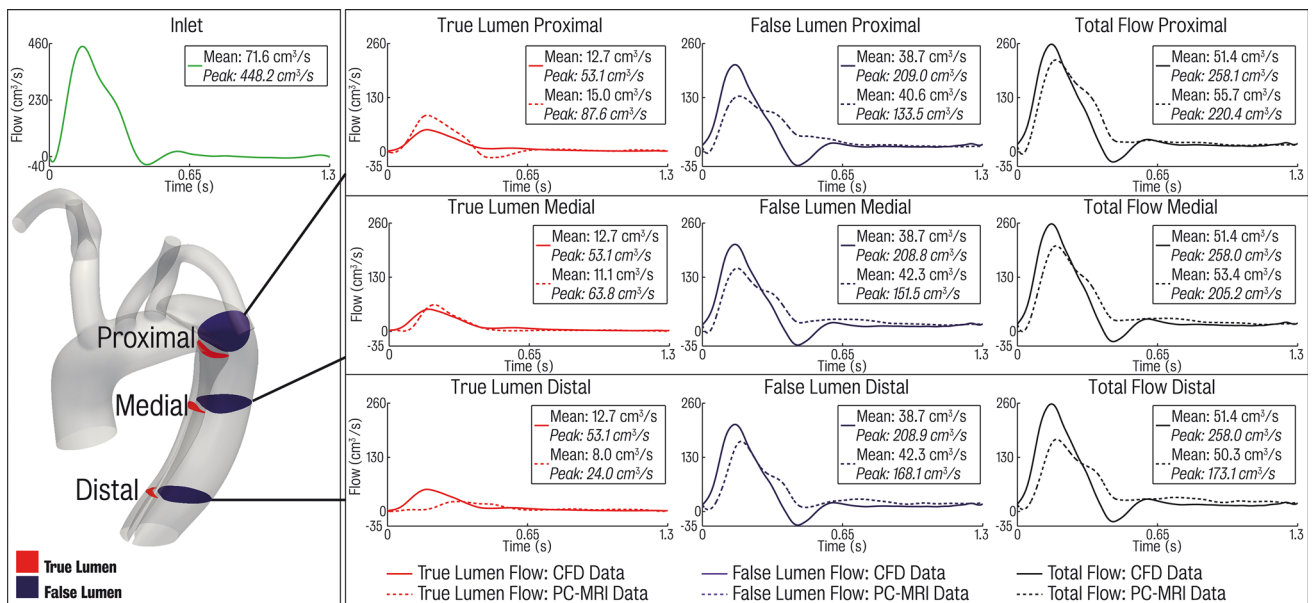 Inlet
Flow (cm³/s)
460
230
0
-40
Mean: 71.6 cm³/s
Peak: 448.2 cm³/s
0
0.65
1.3
Time (s)
Proximal
Medial
Distal
True Lumen
False Lumen
True Lumen Proximal
Flow (cm³/s)
260
130
0
-35
Mean: 12.7 cm³/s
Peak: 53.1 cm³/s
Mean: 15.0 cm³/s
Peak: 87.6 cm³/s
0
0.65
1.3
Time (s)
False Lumen Proximal
260
130
0
-35
Mean: 38.7 cm³/s
Peak: 209.0 cm³/s
Mean: 40.6 cm³/s
Peak: 133.5 cm³/s
0
0.65
1.3
Time (s)
Total Flow Proximal
260
130
0
-35
Mean: 51.4 cm³/s
Peak: 258.1 cm³/s
Mean: 55.7 cm³/s
Peak: 220.4 cm³/s
0
0.65
1.3
Time (s)
True Lumen Medial
Flow (cm³/s)
260
130
0
-35
Mean: 12.7 cm³/s
Peak: 53.1 cm³/s
Mean: 11.1 cm³/s
Peak: 63.8 cm³/s
0
0.65
1.3
Time (s)
False Lumen Medial
260
130
0
-35
Mean: 38.7 cm³/s
Peak: 208.8 cm³/s
Mean: 42.3 cm³/s
Peak: 151.5 cm³/s
0
0.65
1.3
Time (s)
Total Flow Medial
260
130
0
-35
Mean: 51.4 cm³/s
Peak: 258.0 cm³/s
Mean: 53.4 cm³/s
Peak: 205.2 cm³/s
0
0.65
1.3
Time (s)
True Lumen Distal
Flow (cm³/s)
260
130
0
-35
Mean: 12.7 cm³/s
Peak: 53.1 cm³/s
Mean: 8.0 cm³/s
Peak: 24.0 cm³/s
0
0.65
1.3
Time (s)
False Lumen Distal
260
130
0
-35
Mean: 38.7 cm³/s
Peak: 208.9 cm³/s
Mean: 42.3 cm³/s
Peak: 168.1 cm³/s
0
0.65
1.3
Time (s)
Total Flow Distal
260
130
0
-35
Mean: 51.4 cm³/s
Peak: 258.0 cm³/s
Mean: 50.3 cm³/s
Peak: 173.1 cm³/s
0
0.65
1.3
Time (s)
True Lumen Flow: CFD Data
True Lumen Flow: PC-MRI Data
False Lumen Flow: CFD Data
False Lumen Flow: PC-MRI Data
Total Flow: CFD Data
Total Flow: PC-MRI Data